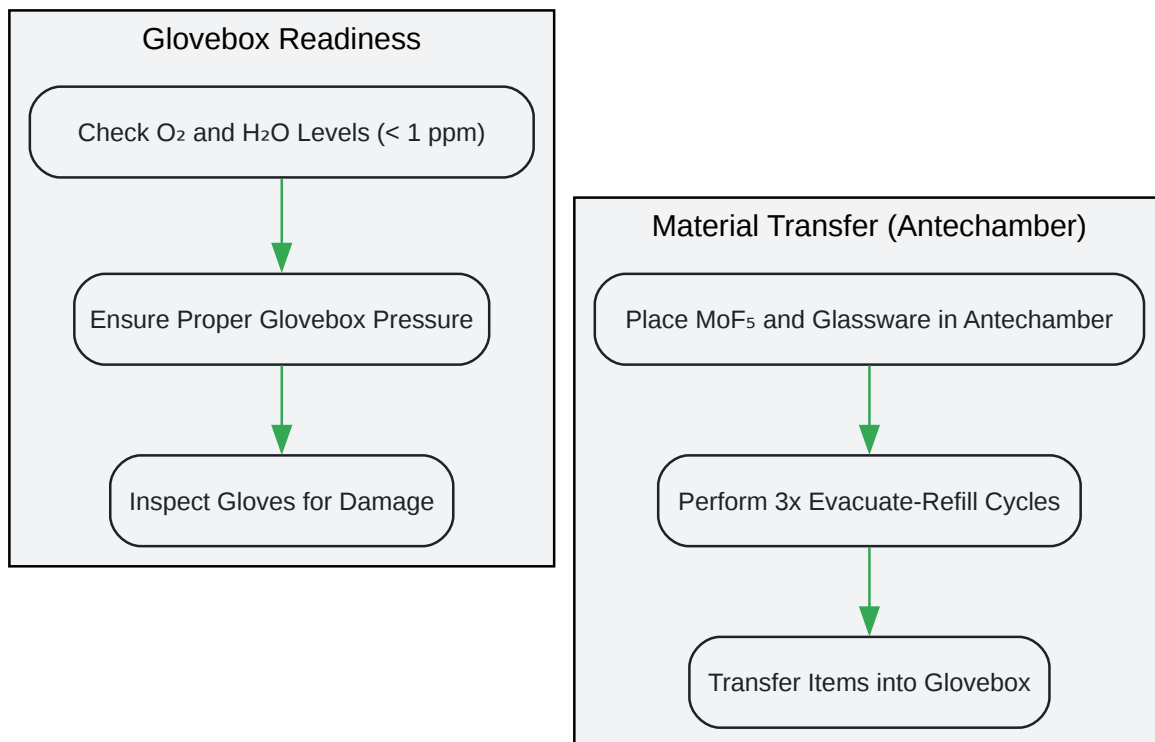 Glovebox Readiness
Check O₂ and H₂O Levels (< 1 ppm)
Ensure Proper Glovebox Pressure
Inspect Gloves for Damage
Material Transfer (Antechamber)
Place MoF₅ and Glassware in Antechamber
Perform 3x Evacuate-Refill Cycles
Transfer Items into Glovebox